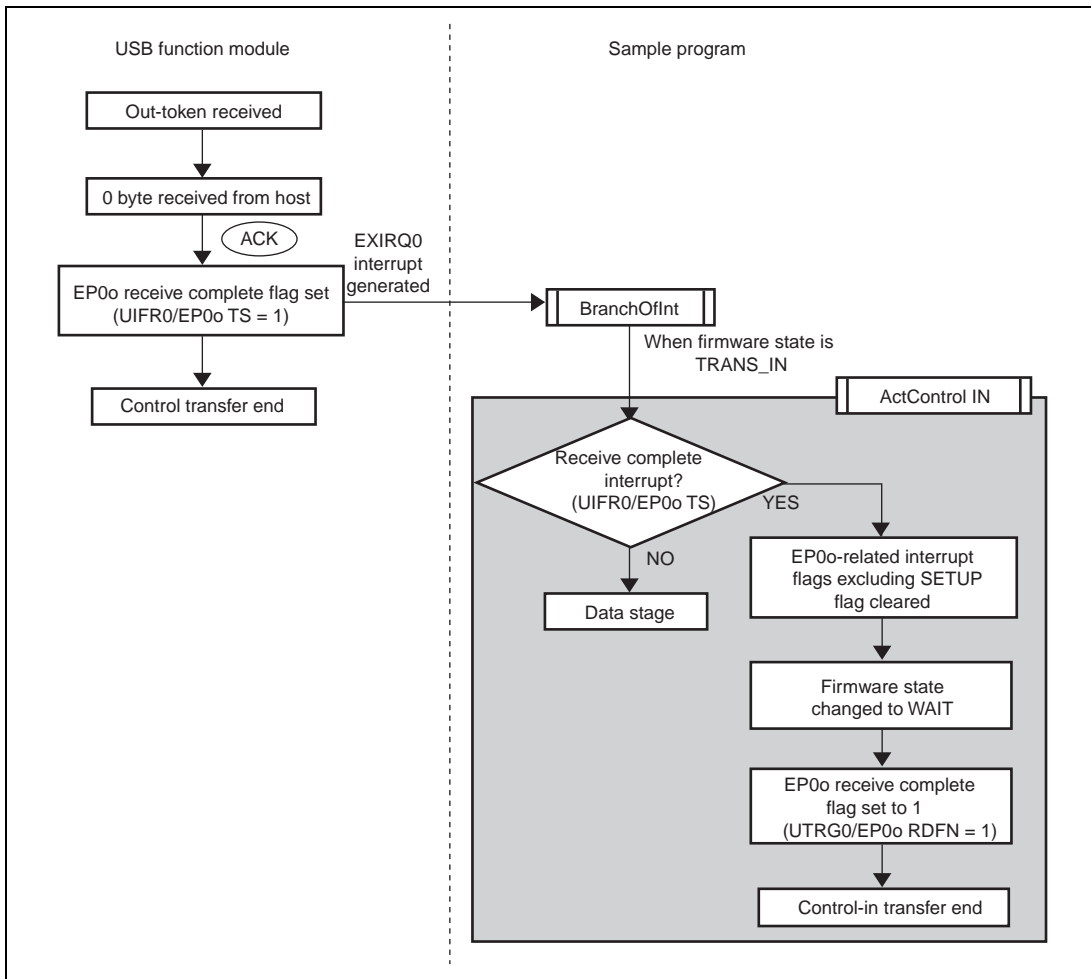 USB function module
Sample program
Out-token received
0 byte received from host
ACK
EP0o receive complete flag set
(UIFR0/EP0o TS = 1)
Control transfer end
EXIRQ0
interrupt
generated
BranchOfInt
When firmware state is
TRANS_IN
ActControl IN
Receive complete
interrupt?
(UIFR0/EP0o TS)
YES
NO
Data stage
EP0o-related interrupt
flags excluding SETUP
flag cleared
Firmware state
changed to WAIT
EP0o receive complete
flag set to 1
(UTRG0/EP0o RDFN = 1)
Control-in transfer end